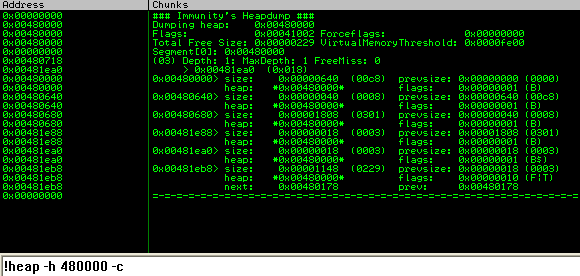 Address Chunks
0x00000000 ### Immunity's Heapdump ###
0x00480000 Dumping heap: 0x00480000
0x00480000 Flags: 0x00041002 Forceflags: 0x00000000
0x00480000 Total Free Size: 0x00000229 VirtualMemoryThreshold: 0x0000fe00
0x00480000 Segment[0]: 0x00480000
0x00480718 (03) Depth: 1: MaxDepth: 1 FreeMiss: 0
0x00481ea0 > 0x00481ea0 (0x018)
0x00480000 0x00480000> size: 0x00000640 (00c8) prevsize: 0x00000000 (0000)
0x00480000 heap: *0x00480000* flags: 0x00000001 (B)
0x00480640 0x00480640> size: 0x00000040 (0008) prevsize: 0x00000640 (00c8)
0x00480640 heap: *0x00480000* flags: 0x00000001 (B)
0x00480680 0x00480680> size: 0x00001808 (0301) prevsize: 0x00000040 (0008)
0x00480680 heap: *0x00480000* flags: 0x00000001 (B)
0x00481e88 0x00481e88> size: 0x00000018 (0003) prevsize: 0x00001808 (0301)
0x00481e88 heap: *0x00480000* flags: 0x00000001 (B)
0x00481ea0 0x00481ea0> size: 0x00000018 (0003) prevsize: 0x00000018 (0003)
0x00481ea0 heap: *0x00480000* flags: 0x00000001 (B$)
0x00481eb8 0x00481eb8> size: 0x00001148 (0229) prevsize: 0x00000018 (0003)
0x00481eb8 heap: *0x00480000* flags: 0x00000010 (F|T)
0x00481eb8 next: 0x00480178 prev: 0x00480178
0x00000000 =-=-=-=-=-=-=-=-=-=-=-=-=-=-=-=-=-=-=-=-=-=-=-=-=-=-=-=-=-=-=-=-=-=-=-=
!heap -h 480000 -c